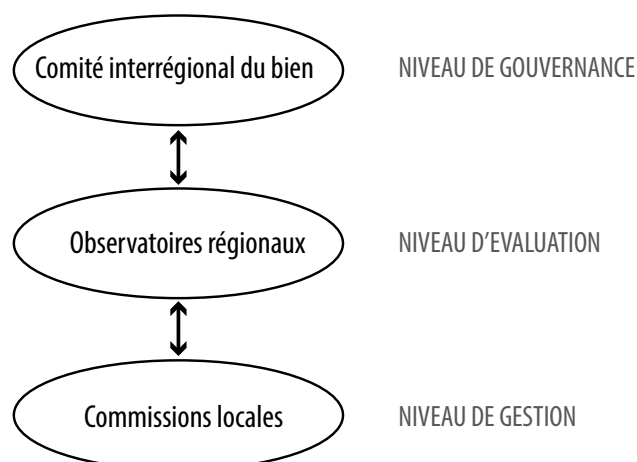 Comité interrégional du bien NIVEAU DE GOUVERNANCE
Observatoires régionaux NIVEAU D'EVALUATION
Commissions locales NIVEAU DE GESTION